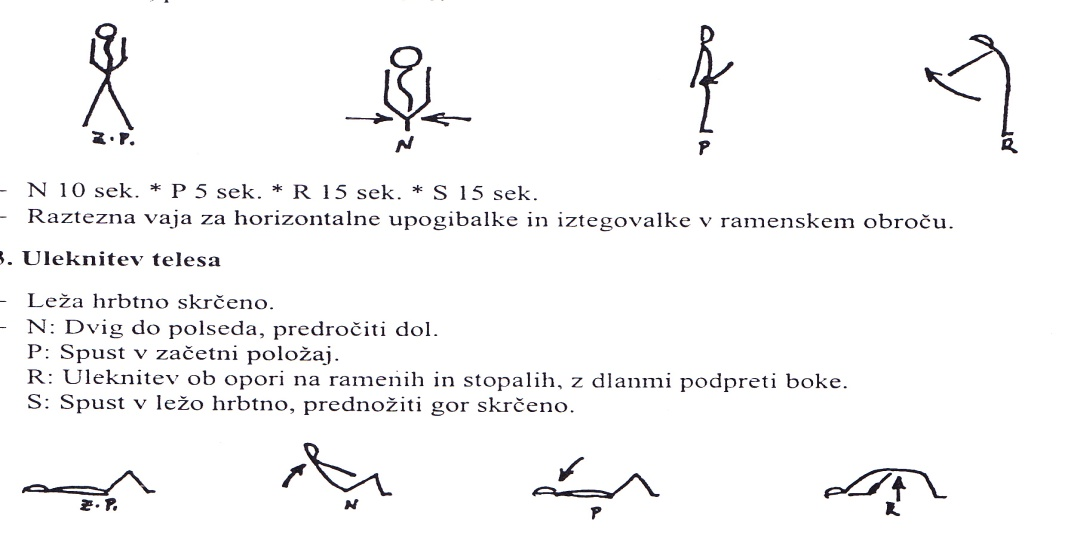 Z.P. N P R
- N 10 sek. * P 5 sek. * R 15 sek. * S 15 sek.
- Raztezna vaja za horizontalne upogibalke in iztegovalke v ramenskem obroču.
3. Uleknitev telesa
- Leža hrbtno skrčeno.
- N: Dvig do polseda, predročiti dol.
P: Spust v začetni položaj.
R: Uleknitev ob opori na ramenih in stopalih, z dlanmi podpreti boke.
S: Spust v ležo hrbtno, prednožiti gor skrčeno.
Z.P. N P R